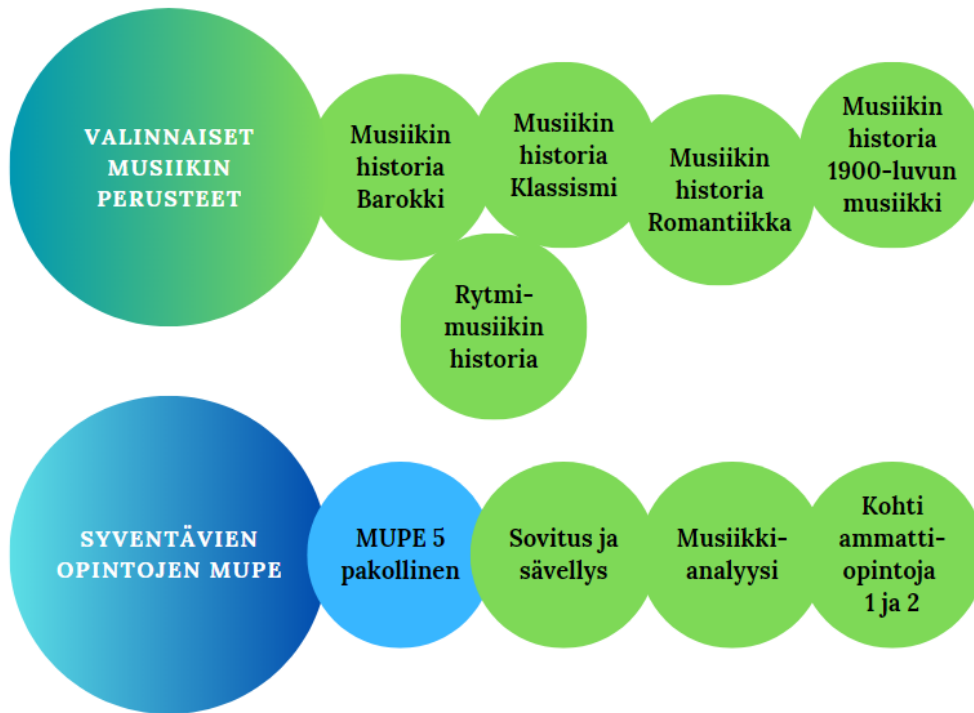 VALINNAISET
MUSIIKIN
PERUSTEET
Musiikin
historia
Barokki
Musiikin
historia
Klassismi
Musiikin
historia
Romantiikka
Musiikin
historia
1900-luvun
musiikki
Rytmi-
musiikin
historia
SYVENTÄVIEN
OPINTOJEN MUPE
MUPE 5
pakollinen
Sovitus ja
sävellys
Musiikki-
analyysi
Kohti
ammatti-
opintoja
1 ja 2